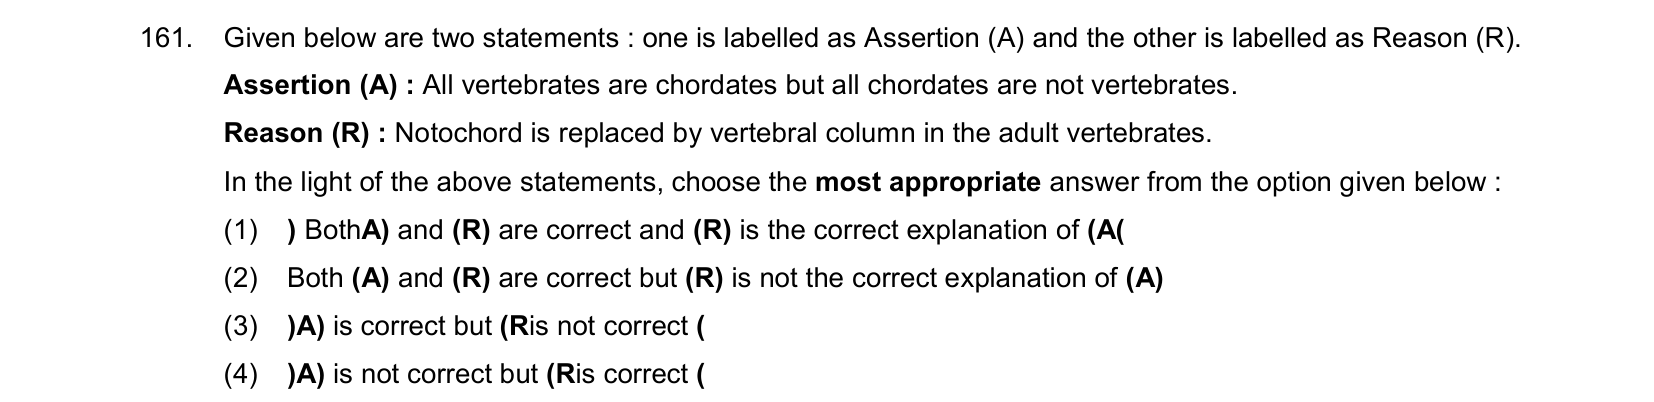 161. Given below are two statements : one is labelled as Assertion (A) and the other is labelled as Reason (R).
Assertion (A) : All vertebrates are chordates but all chordates are not vertebrates.
Reason (R) : Notochord is replaced by vertebral column in the adult vertebrates.
In the light of the above statements, choose the most appropriate answer from the option given below :
(1) ) BothA) and (R) are correct and (R) is the correct explanation of (A(
(2) Both (A) and (R) are correct but (R) is not the correct explanation of (A)
(3) )A) is correct but (Ris not correct (
(4) )A) is not correct but (Ris correct (